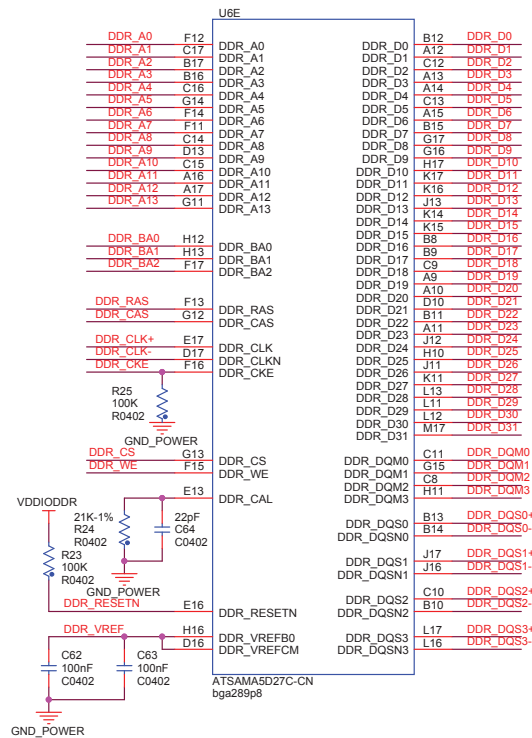 U6E
DDR_A0 F12 DDR_A0 DDR_D0 B12 DDR_D0
DDR_A1 C17 DDR_A1 DDR_D1 A12 DDR_D1
DDR_A2 B17 DDR_A2 DDR_D2 C12 DDR_D2
DDR_A3 B16 DDR_A3 DDR_D3 A13 DDR_D3
DDR_A4 C16 DDR_A4 DDR_D4 A14 DDR_D4
DDR_A5 G14 DDR_A5 DDR_D5 C13 DDR_D5
DDR_A6 F14 DDR_A6 DDR_D6 A15 DDR_D6
DDR_A7 F11 DDR_A7 DDR_D7 B15 DDR_D7
DDR_A8 C14 DDR_A8 DDR_D8 G17 DDR_D8
DDR_A9 D13 DDR_A9 DDR_D9 G16 DDR_D9
DDR_A10 C15 DDR_A10 DDR_D10 H17 DDR_D10
DDR_A11 A16 DDR_A11 DDR_D11 K17 DDR_D11
DDR_A12 A17 DDR_A12 DDR_D12 K16 DDR_D12
DDR_A13 G11 DDR_A13 DDR_D13 J13 DDR_D13
DDR_D14 K14 DDR_D14
DDR_D15 K15 DDR_D15
DDR_BA0 H12 DDR_BA0 DDR_D16 B8 DDR_D16
DDR_BA1 H13 DDR_BA1 DDR_D17 B9 DDR_D17
DDR_BA2 F17 DDR_BA2 DDR_D18 C9 DDR_D18
DDR_D19 A9 DDR_D19
DDR_D20 A10 DDR_D20
DDR_RAS F13 DDR_RAS DDR_D21 D10 DDR_D21
DDR_CAS G12 DDR_CAS DDR_D22 B11 DDR_D22
DDR_D23 A11 DDR_D23
DDR_CLK+ E17 DDR_CLK DDR_D24 J12 DDR_D24
DDR_CLK- D17 DDR_CLKN DDR_D25 H10 DDR_D25
DDR_CKE F16 DDR_CKE DDR_D26 J11 DDR_D26
DDR_D27 K11 DDR_D27
DDR_D28 L13 DDR_D28
DDR_D29 L11 DDR_D29
DDR_D30 L12 DDR_D30
DDR_D31 M17 DDR_D31
R25
100K
R0402
GND_POWER
DDR_CS G13 DDR_CS DDR_DQM0 C11 DDR_DQM0
DDR_WE F15 DDR_WE DDR_DQM1 G15 DDR_DQM1
DDR_DQM2 C8 DDR_DQM2
E13 DDR_CAL DDR_DQM3 H11 DDR_DQM3
VDDIODDR
21K-1%
R24
R0402
22pF
C64
C0402
GND_POWER
DDR_DQS0 B13 DDR_DQS0+
DDR_DQSN0 B14 DDR_DQS0-
R23
100K
R0402
DDR_DQS1 J17 DDR_DQS1+
DDR_DQSN1 J16 DDR_DQS1-
DDR_DQS2 C10 DDR_DQS2+
DDR_RESETN E16 DDR_RESETN DDR_DQSN2 B10 DDR_DQS2-
DDR_VREF H16 DDR_VREFB0 DDR_DQS3 L17 DDR_DQS3+
D16 DDR_VREFCM DDR_DQSN3 L16 DDR_DQS3-
C62
100nF
C0402
C63
100nF
C0402
GND_POWER
ATSAMA5D27C-CN
bga289p8